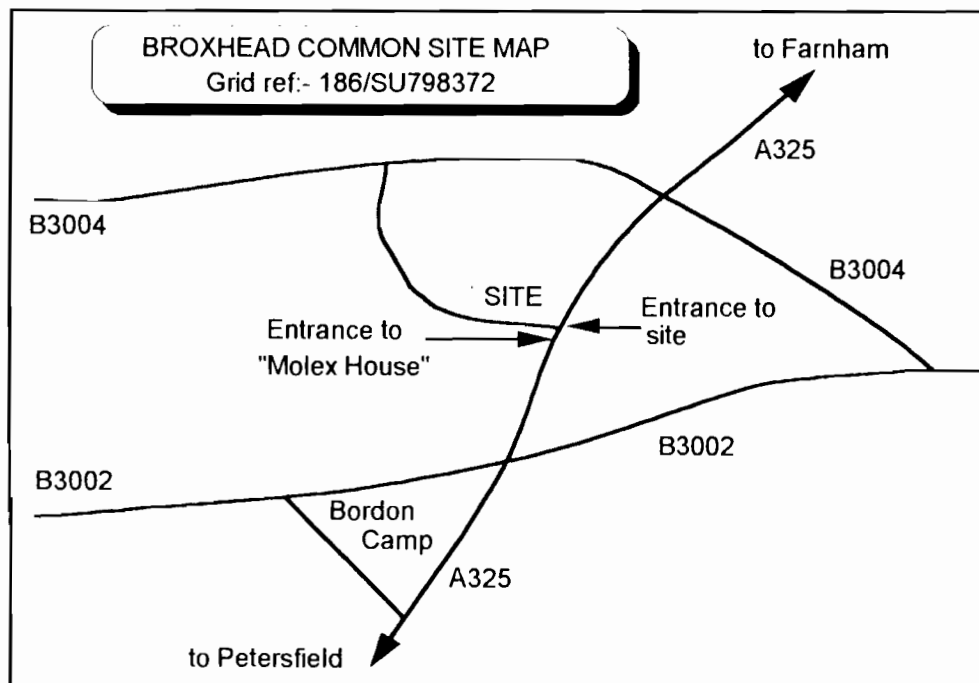 BROXHEAD COMMON SITE MAP
Grid ref:- 186/SU798372
to Farnham
A325
B3004
B3004
SITE
Entrance to
site
Entrance to
"Molex House"
B3002
B3002
Bordon
Camp
A325
to Petersfield